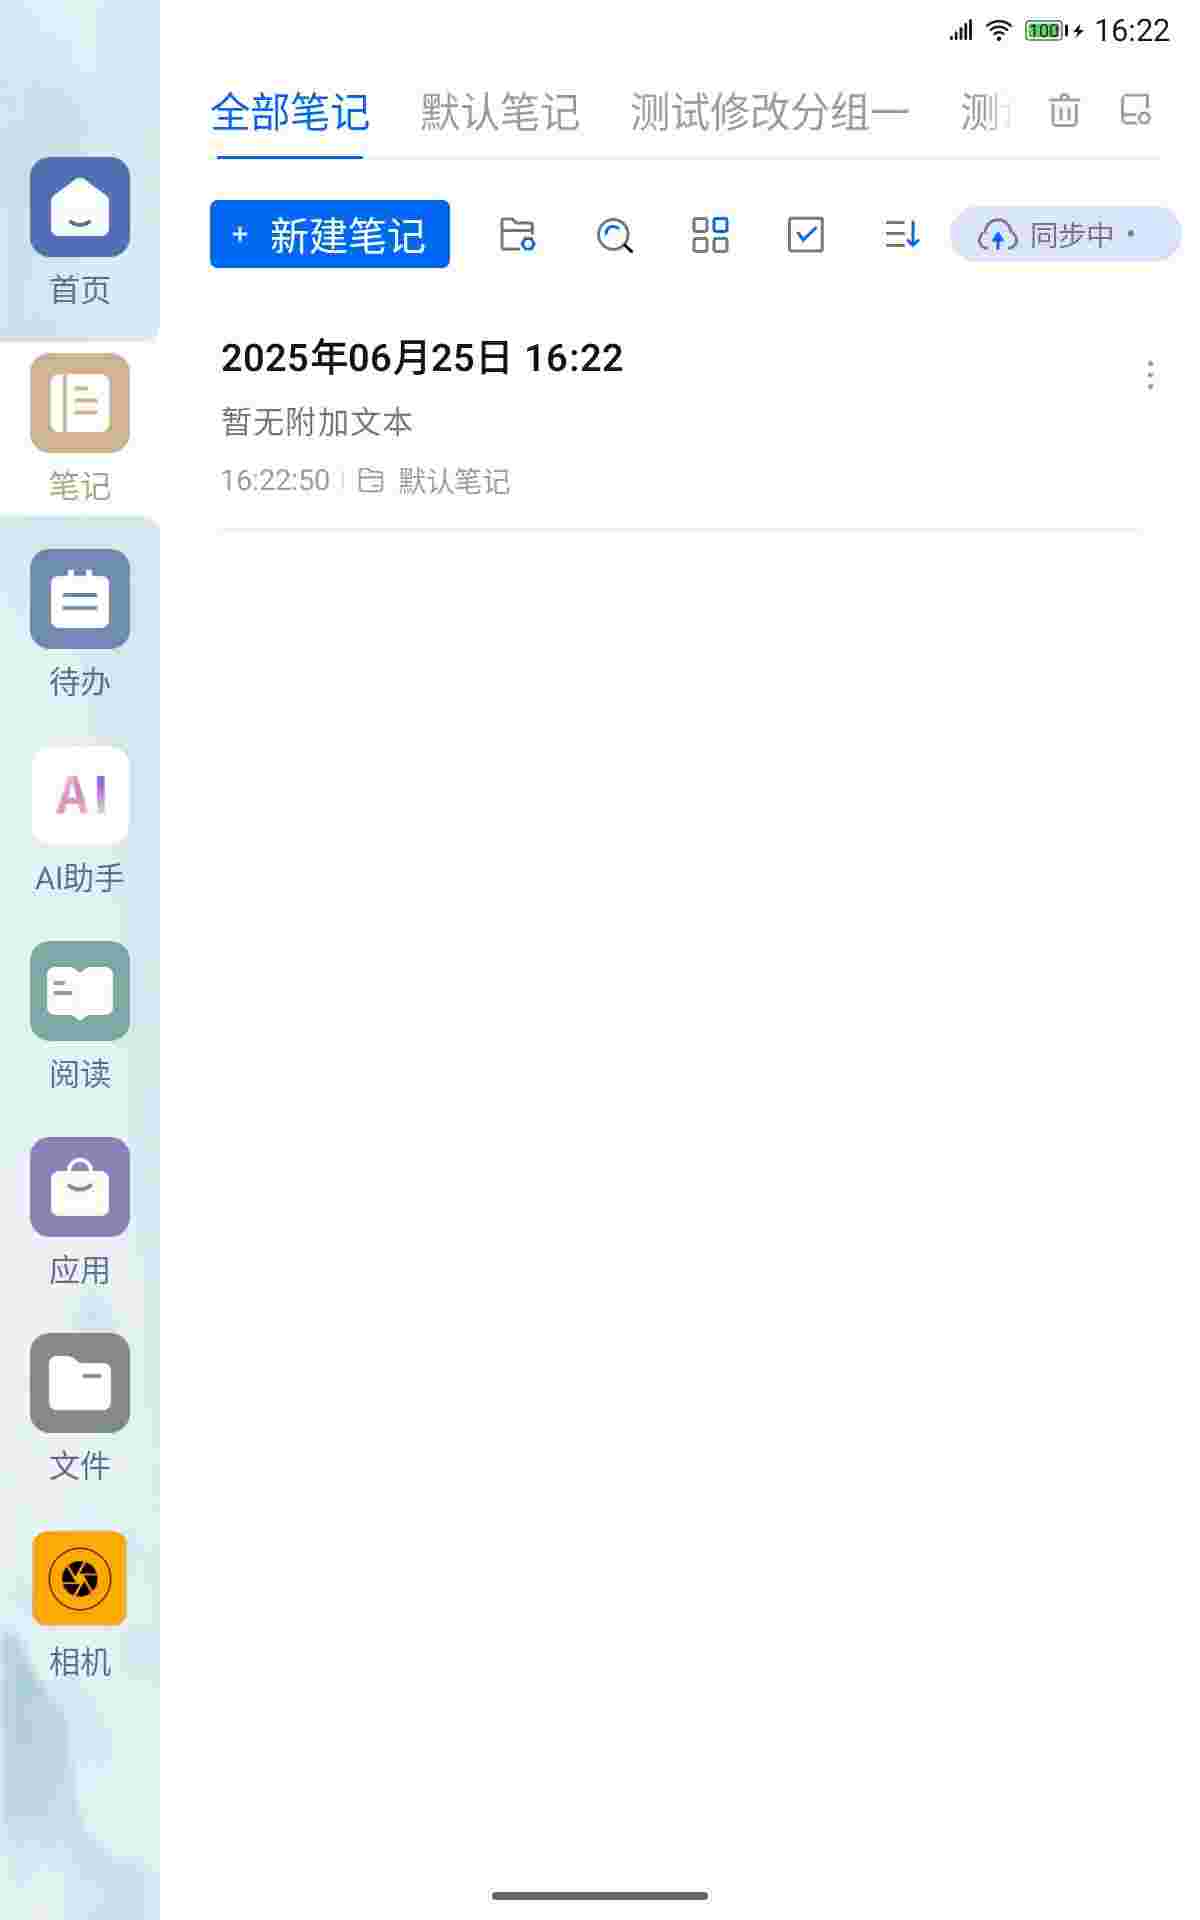 100 16:22
全部笔记 默认笔记 测试修改分组一 测
+ 新建笔记 同步中
首页
2025年06月25日 16:22
暂无附加文本
16:22:50 默认笔记
笔记
待办
AI
AI助手
阅读
应用
文件
相机